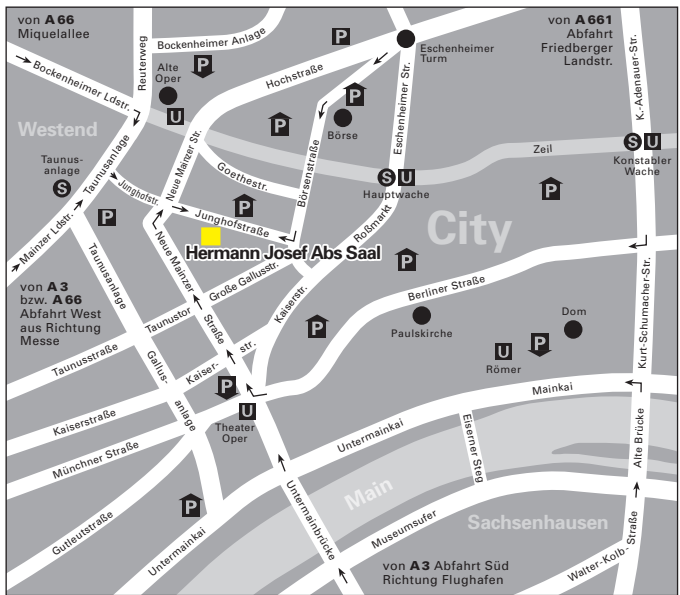 von A 66
Miquelallee
Bockenheimer Anlage
Reuterweg
P
P
Eschenheimer
Turm
von A 661
Abfahrt
Friedberger
Landstr.
K.-Adenauer-Str.
Bockenheimer Ldstr.
Alte
Oper
U
Hochstraße
P
P
Börse
Eschenheimer Str.
Westend
Taunus-
anlage
S
Taunusanlage
Neue Mainzer Str.
Goethestr.
Börsenstraße
Zeil
S U
Konstabler
Wache
S U
Hauptwache
Junghofstr.
P
Mainzer Ldstr.
P
Junghofstraße
Roßmarkt
P
City
Hermann Josef Abs Saal
von A 3
bzw. A 66
Abfahrt West
aus Richtung
Messe
Taunusanlage
Neue Mainzer
Straße
Große Gallusstr.
Taunustor
P
Berliner Straße
Kaiserstr.
Paulskirche
P
Dom
U
P
Römer
Kurt-Schumacher-Str.
Taunusstraße
Gallus-
anlage
Kaiser-
str.
P
Kaiserstraße
U
Theater
Oper
Mainkai
Münchner Straße
Untermainkai
Eiserner Steg
Alte Brücke
P
Gutleutstraße
Untermainkai
Untermainbrücke
Main
Museumsufer
Sachsenhausen
Walter-Kolb-Straße
von A 3 Abfahrt Süd
Richtung Flughafen